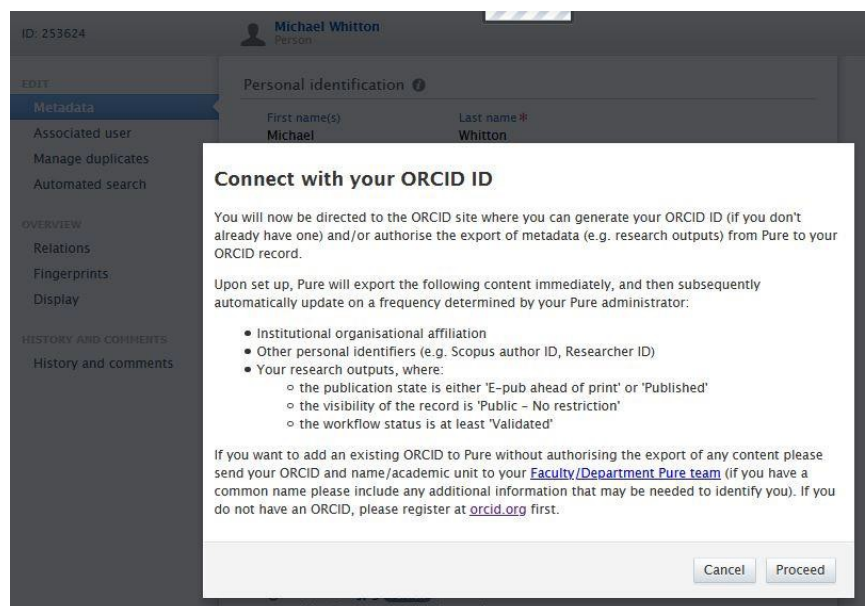 ID: 253624
Michael Whitton
Person
EDIT
Metadata
Associated user
Manage duplicates
Automated search
OVERVIEW
Relations
Fingerprints
Display
HISTORY AND COMMENTS
History and comments
Personal identification
First name(s) Last name *
Michael Whitton
Connect with your ORCID ID
You will now be directed to the ORCID site where you can generate your ORCID ID (if you don't
already have one) and/or authorise the export of metadata (e.g. research outputs) from Pure to your
ORCID record.
Upon set up, Pure will export the following content immediately, and then subsequently
automatically update on a frequency determined by your Pure administrator:
• Institutional organisational affiliation
• Other personal identifiers (e.g. Scopus author ID, Researcher ID)
• Your research outputs, where:
○ the publication state is either 'E-pub ahead of print' or 'Published'
○ the visibility of the record is 'Public – No restriction'
○ the workflow status is at least 'Validated'
If you want to add an existing ORCID to Pure without authorising the export of any content please
send your ORCID and name/academic unit to your Faculty/Department Pure team (if you have a
common name please include any additional information that may be needed to identify you). If you
do not have an ORCID, please register at orcid.org first.
Cancel Proceed